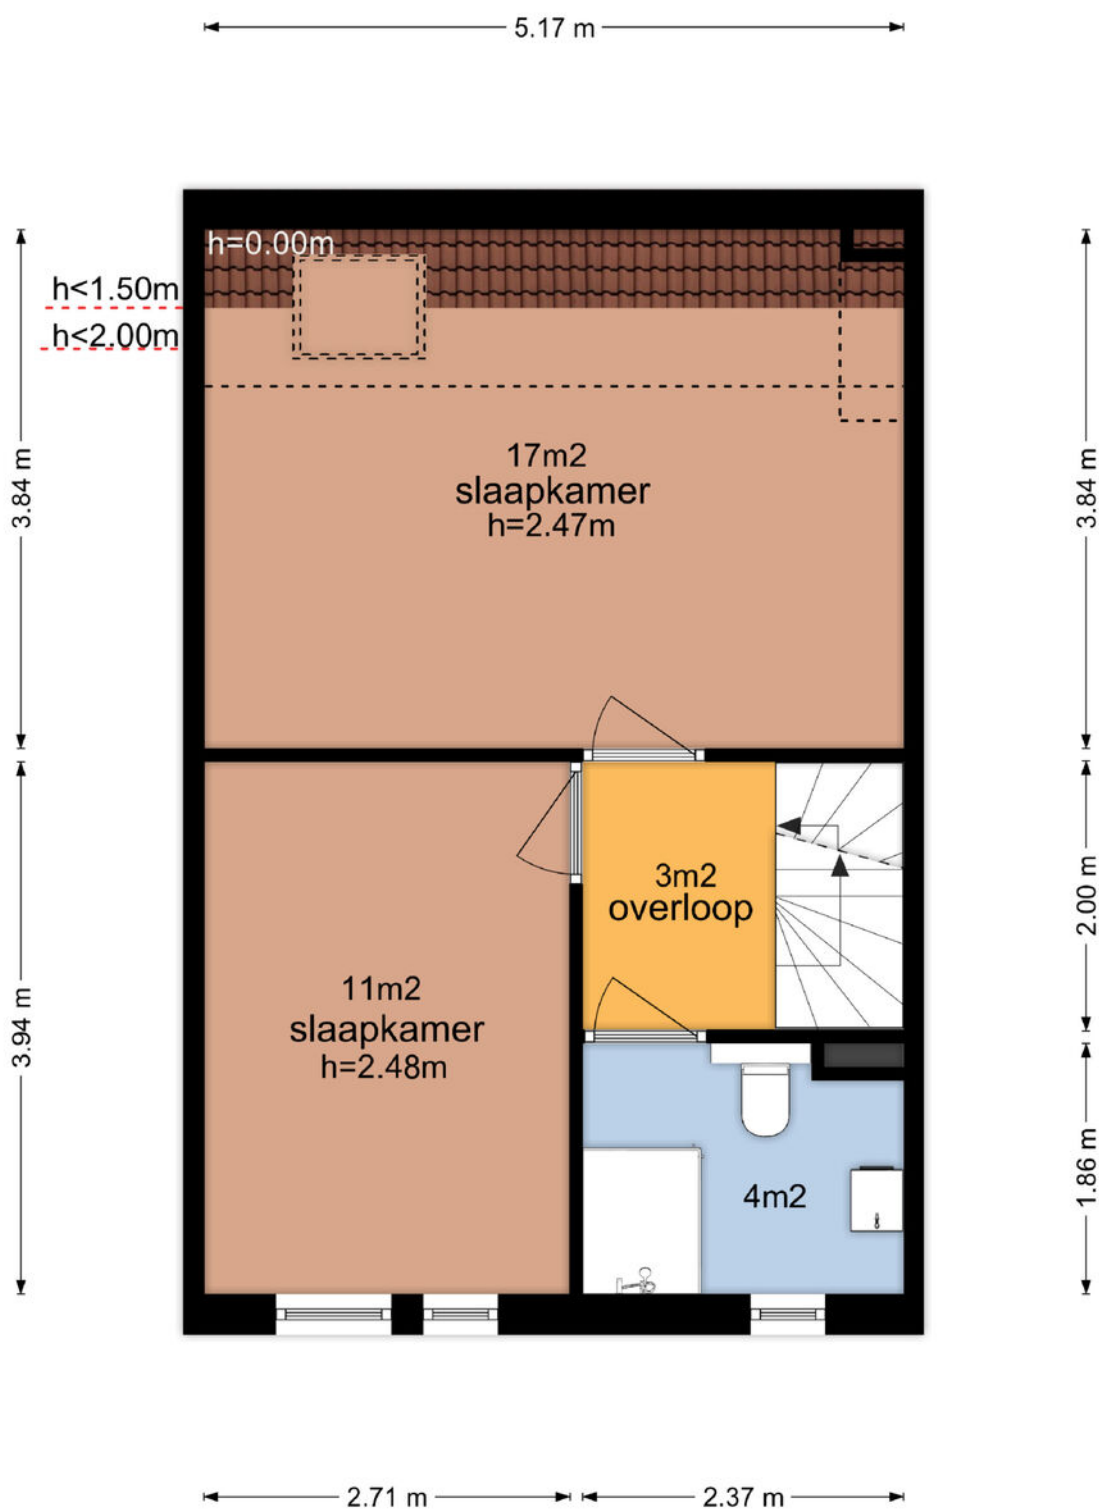 5.17 m
h=0.00m
h<1.50m
h<2.00m
3.84 m
3.84 m
17m2
slaapkamer
h=2.47m
3m2
overloop
2.00 m
11m2
slaapkamer
h=2.48m
3.94 m
4m2
1.86 m
2.71 m
2.37 m